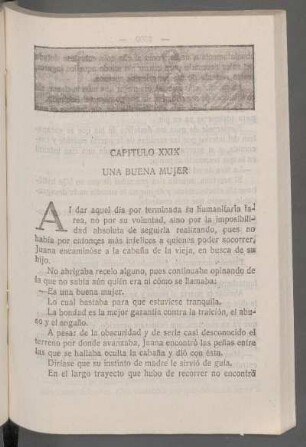 CAPITULO XXIX
UNA BUENA MUJER
Al dar aquel día por terminada su humanitaria ta-
rea, no por su voluntad, sino por la imposibili-
dad absoluta de seguirla realizando, pues no
había por entonces más infelices a quienes poder socorrer,
Juana encaminóse a la cabaña de la vieja, en busca de su
hijo.
No abrigaba recelo alguno, pues continuaba opinando de
la que no sabía aún quién era ni cómo se llamaba:
—Es una buena mujer.
Lo cual bastaba para que estuviese tranquila.
La bondad es la mejor garantía contra la traición, el abu-
so y el engaño.
A pesar de la obscuridad y de serle casi desconocido el
terreno por donde avanzaba, Juana encontró las peñas entre
las que se hallaba oculta la cabaña y dió con ésta.
Diríase que su instinto de madre le sirvió de guía.
En el largo trayecto que hubo de recorrer no encontró